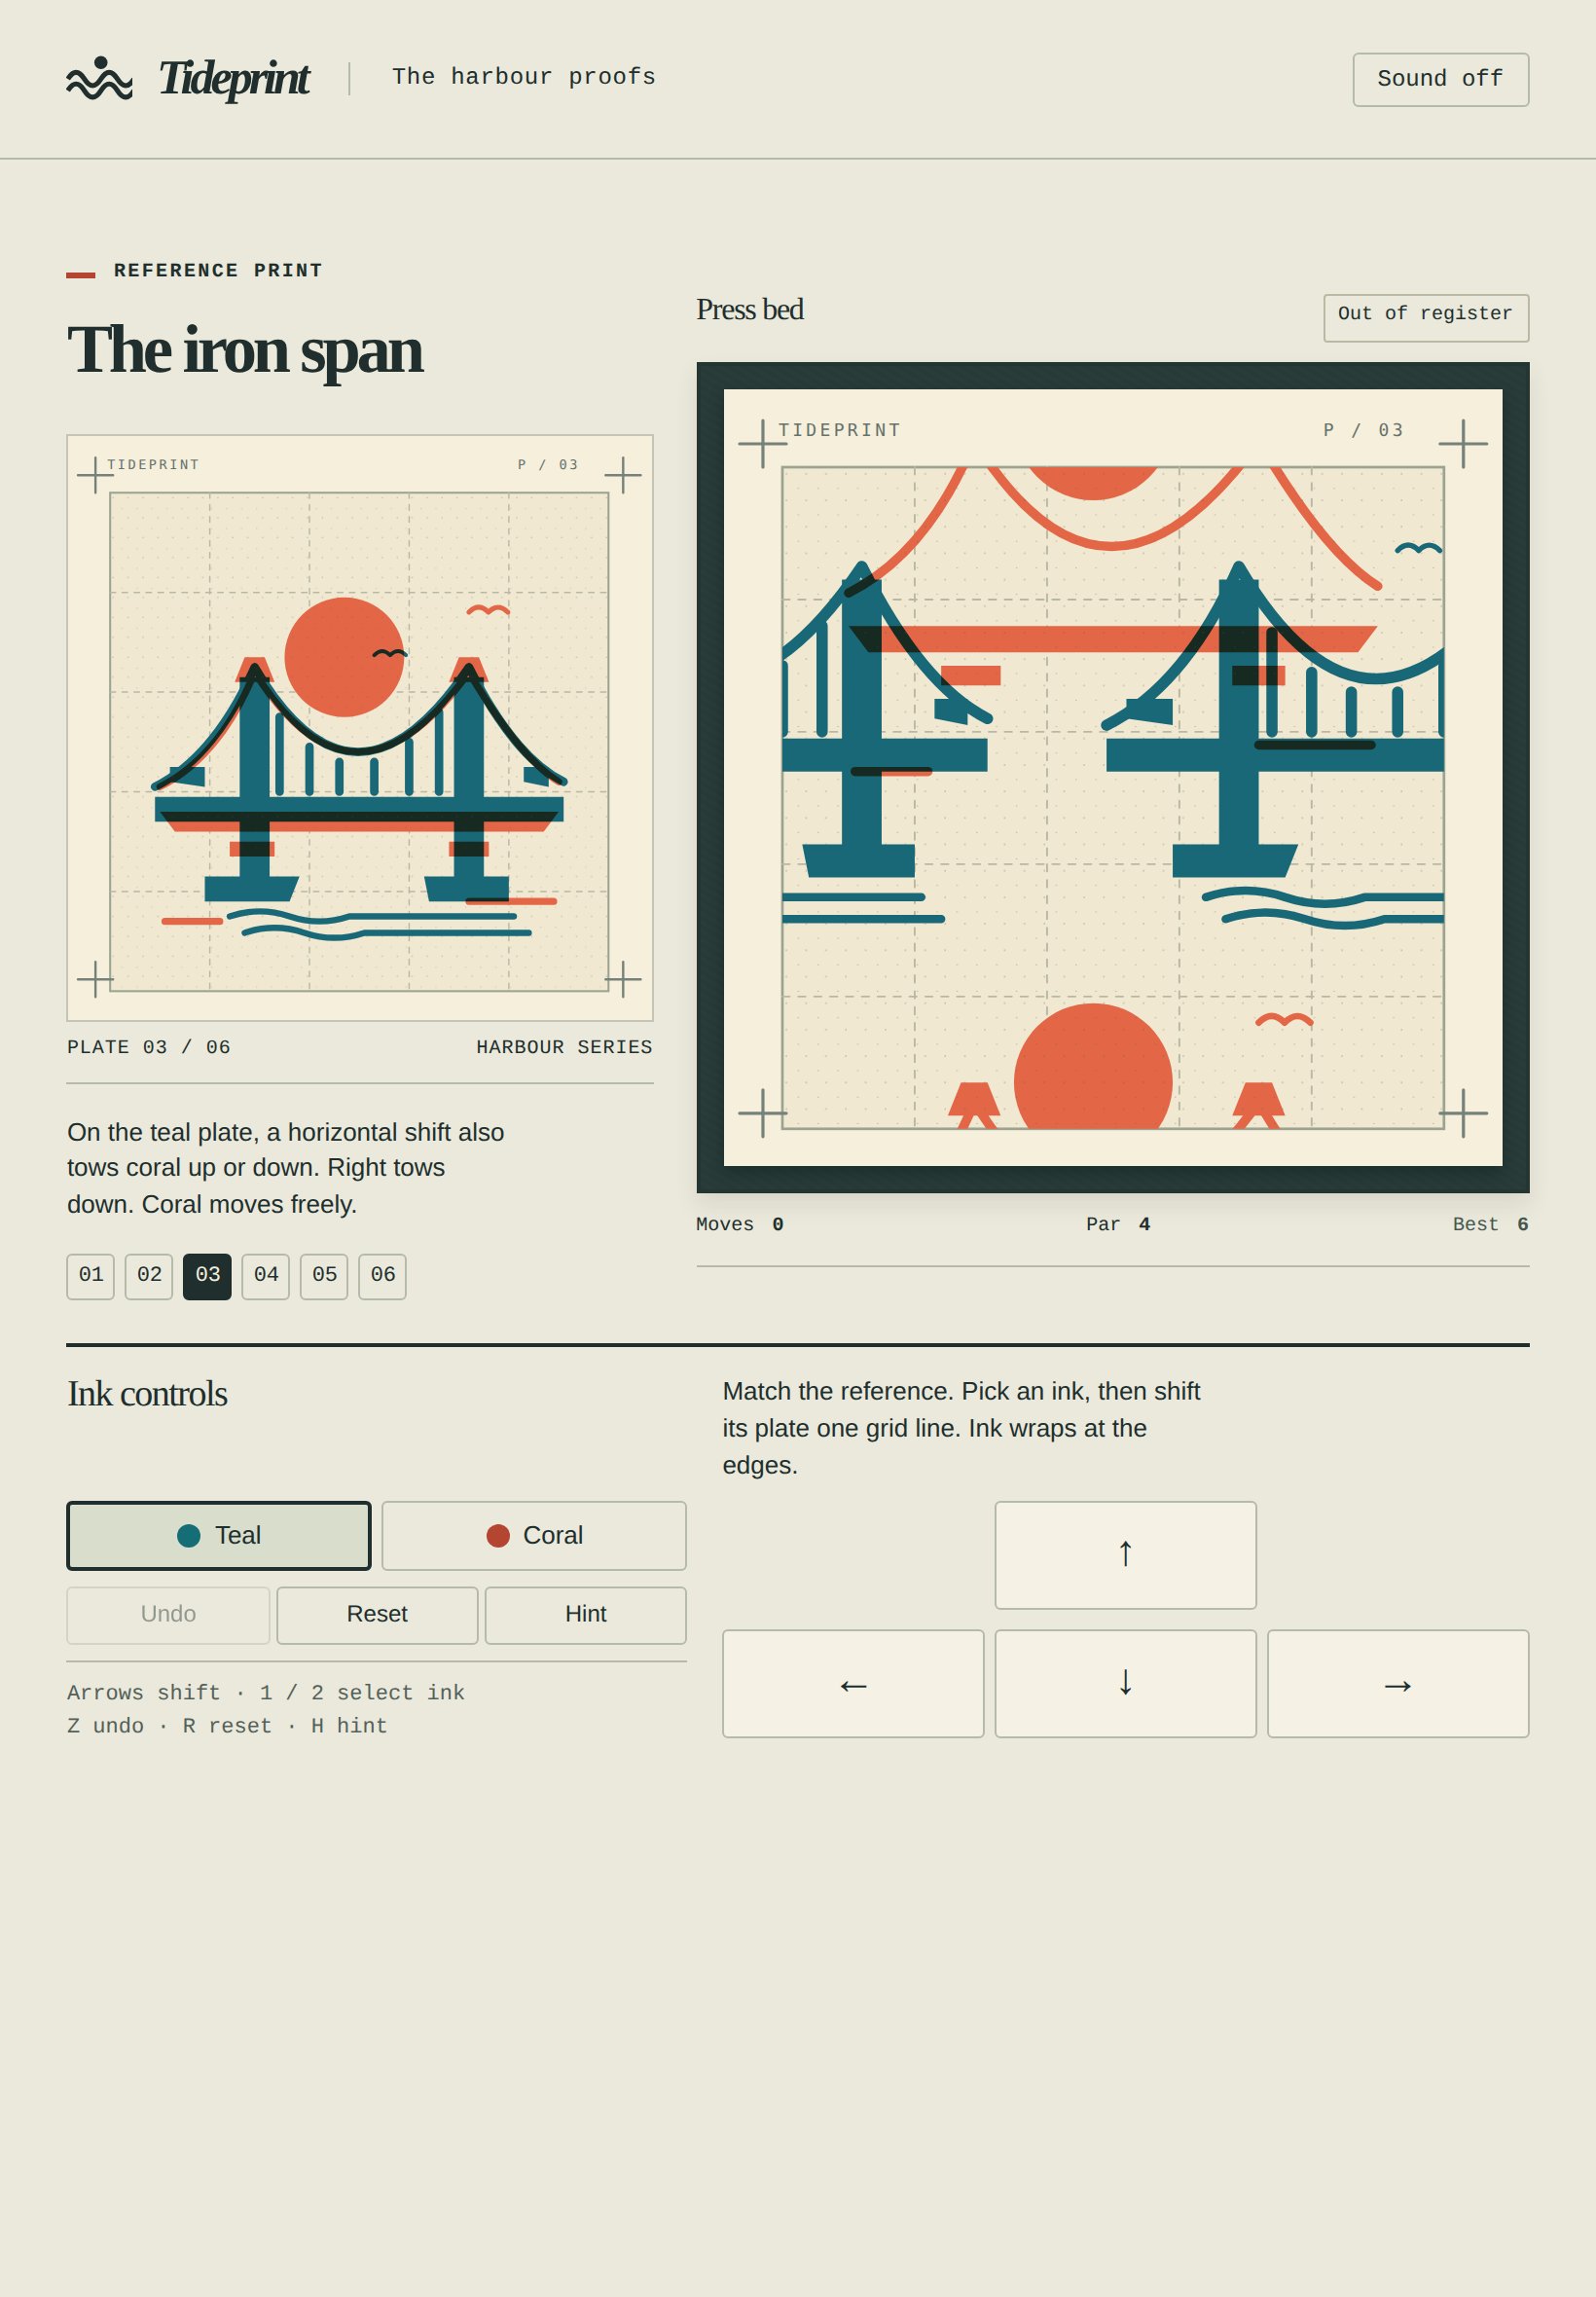 Tideprint
The harbour proofs
Sound off
REFERENCE PRINT
The iron span
TIDEPRINT
P / 03
PLATE 03 / 06
HARBOUR SERIES
On the teal plate, a horizontal shift also
tows coral up or down. Right tows
down. Coral moves freely.
01 02 03 04 05 06
Press bed
Out of register
TIDEPRINT
P / 03
Moves 0
Par 4
Best 6
Ink controls
Match the reference. Pick an ink, then shift
its plate one grid line. Ink wraps at the
edges.
Teal
Coral
Undo
Reset
Hint
Arrows shift · 1 / 2 select ink
Z undo · R reset · H hint
↑
← ↓ →